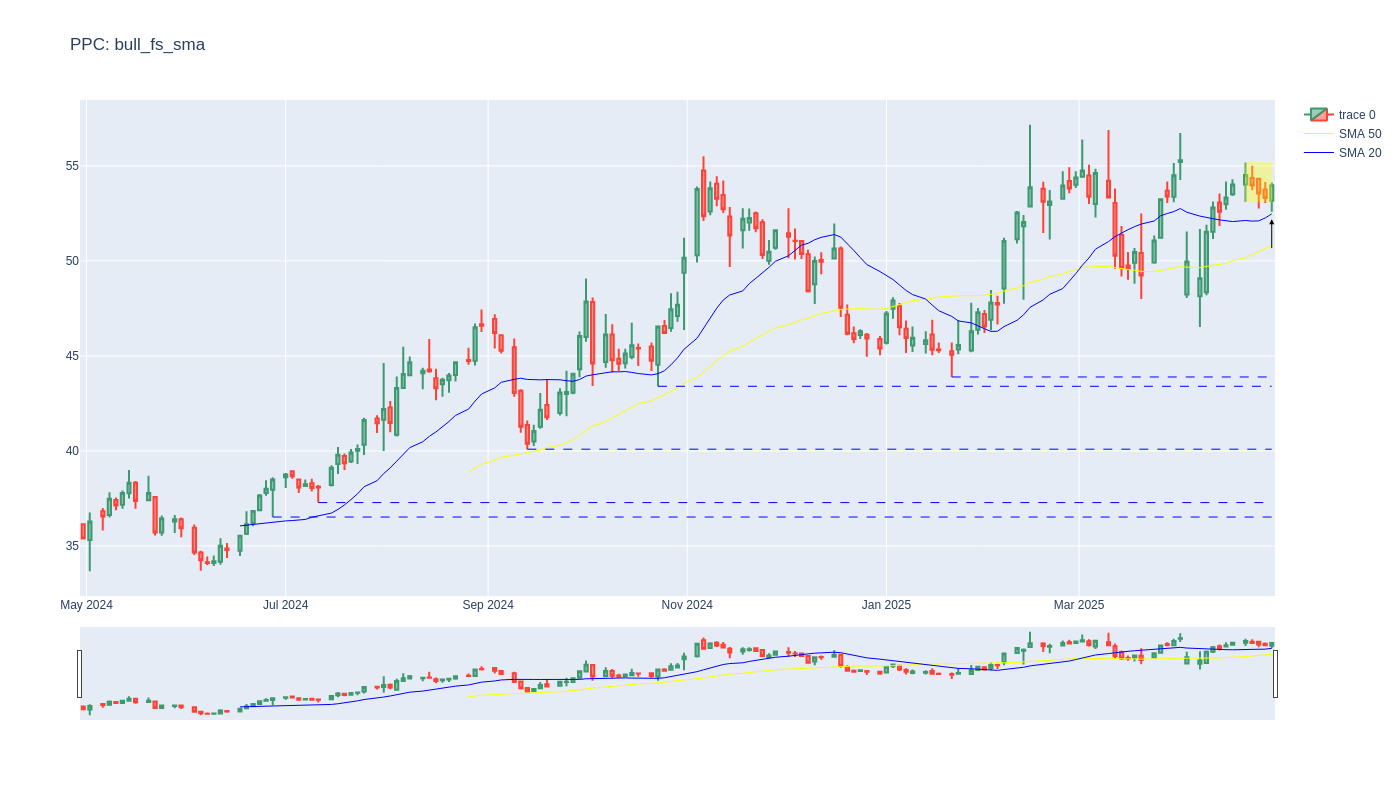 PPC: bull_fs_sma
trace 0
SMA 50
SMA 20
55
50
45
40
35
May 2024
Jul 2024
Sep 2024
Nov 2024
Jan 2025
Mar 2025